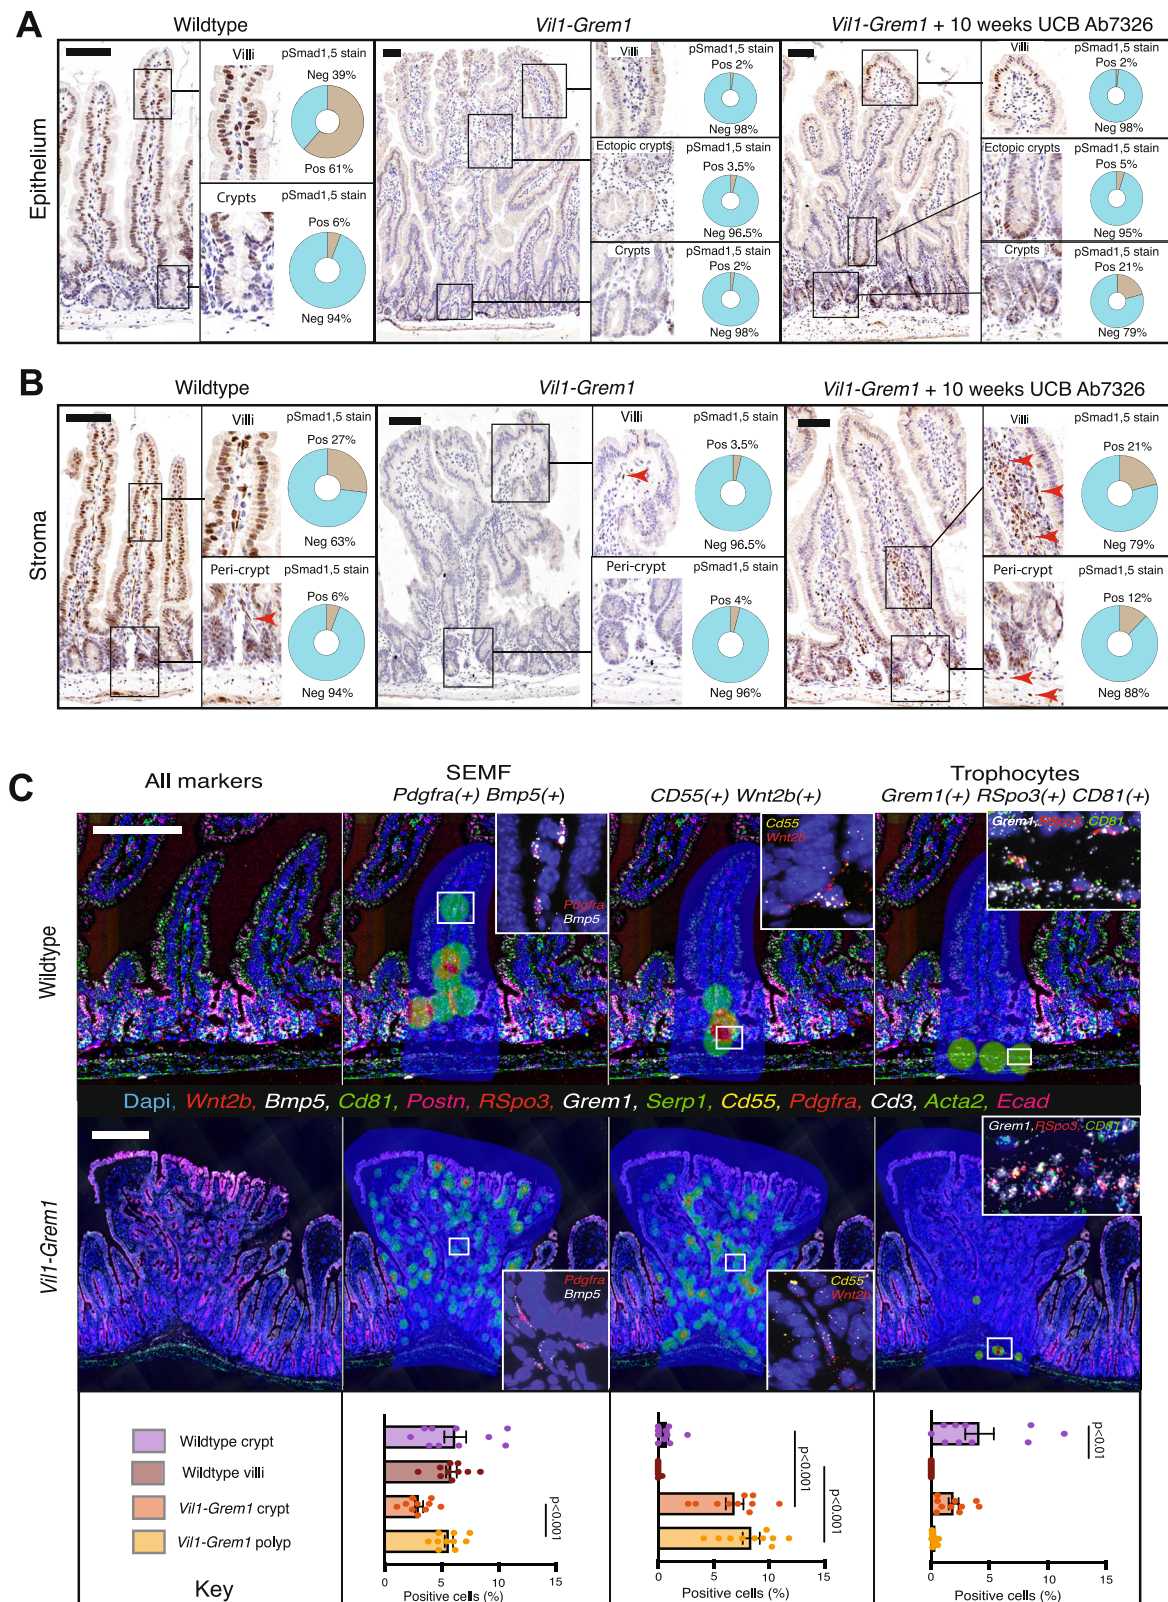 A
Wildtype
Vil1-Grem1
Vil1-Grem1 + 10 weeks UCB Ab7326
Epithelium
Villi
pSmad1,5 stain
Neg 39%
Pos 61%
Crypts
pSmad1,5 stain
Pos 6%
Neg 94%
Villi
pSmad1,5 stain
Pos 2%
Neg 98%
Ectopic crypts
pSmad1,5 stain
Pos 3.5%
Neg 96.5%
Crypts
pSmad1,5 stain
Pos 2%
Neg 98%
Villi
pSmad1,5 stain
Pos 2%
Neg 98%
Ectopic crypts
pSmad1,5 stain
Pos 5%
Neg 95%
Crypts
pSmad1,5 stain
Pos 21%
Neg 79%
B
Wildtype
Vil1-Grem1
Vil1-Grem1 + 10 weeks UCB Ab7326
Stroma
Villi
pSmad1,5 stain
Pos 27%
Neg 63%
Peri-crypt
pSmad1,5 stain
Pos 6%
Neg 94%
Villi
pSmad1,5 stain
Pos 3.5%
Neg 96.5%
Peri-crypt
pSmad1,5 stain
Pos 4%
Neg 96%
Villi
pSmad1,5 stain
Pos 21%
Neg 79%
Peri-crypt
pSmad1,5 stain
Pos 12%
Neg 88%
C
All markers
SEMF
Pdgfra(+) Bmp5(+)
CD55(+) Wnt2b(+)
Trophocytes
Grem1(+) RSpo3(+) CD81(+)
Wildtype
Pdgfra
Bmp5
Cd55
Wnt2b
Grem1, RSpo3, CD81
Dapi, Wnt2b, Bmp5, Cd81, Postn, RSpo3, Grem1, Serp1, Cd55, Pdgfra, Cd3, Acta2, Ecad
Vil1-Grem1
Pdgfra
Bmp5
Cd55
Wnt2b
Grem1, RSpo3, CD81
Wildtype crypt
Wildtype villi
Vil1-Grem1 crypt
Vil1-Grem1 polyp
Key
p<0.001
0 5 10 15
Positive cells (%)
p<0.001
p<0.001
0 5 10 15
Positive cells (%)
p<0.01
0 5 10 15
Positive cells (%)